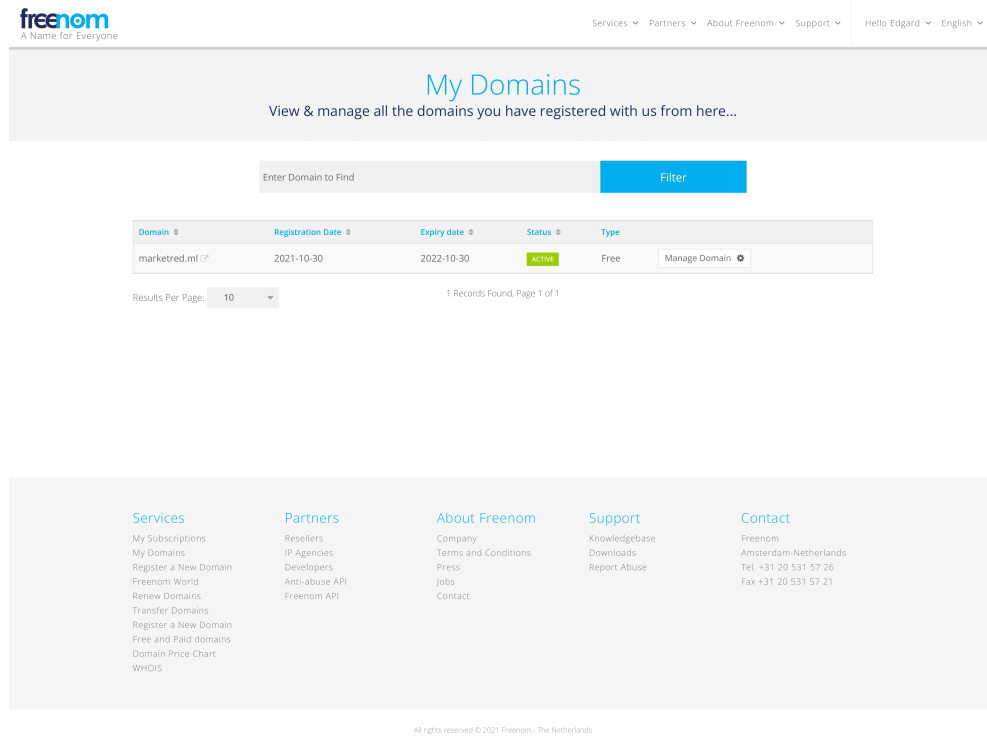 freenom
A Name for Everyone
Services Partners About Freenom Support Hello Edgard English
My Domains
View & manage all the domains you have registered with us from here...
Enter Domain to Find Filter
Domain Registration Date Expiry date Status Type
marketred.ml 2021-10-30 2022-10-30 ACTIVE Free Manage Domain
Results Per Page: 10 1 Records Found, Page 1 of 1
Services
My Subscriptions
My Domains
Register a New Domain
Freenom World
Renew Domains
Transfer Domains
Register a New Domain
Free and Paid domains
Domain Price Chart
WHOIS
Partners
Resellers
IP Agencies
Developers
Anti-abuse API
Freenom API
About Freenom
Company
Terms and Conditions
Press
Jobs
Contact
Support
Knowledgebase
Downloads
Report Abuse
Contact
Freenom
Amsterdam-Netherlands
Tel. +31 20 531 57 26
Fax +31 20 531 57 21
All rights reserved © 2021 Freenom - The Netherlands